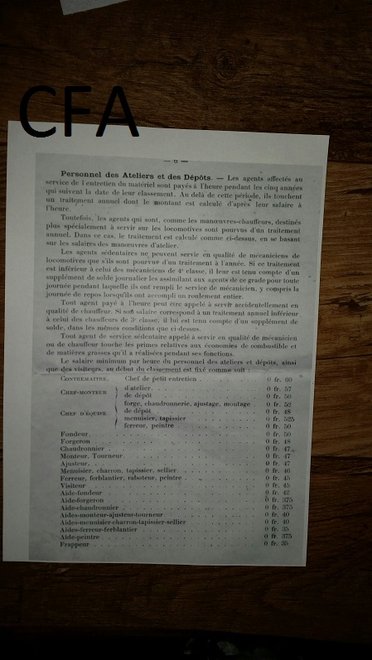 CFA
Personnel des Ateliers et des Dépôts. — Les agents affectés au
service de l'entretien du matériel sont payés à l'heure pendant les cinq années
qui suivent la date de leur classement. Au delà de cette période, ils touchent
un traitement annuel dont le montant est calculé d'après leur salaire à
l'heure.
Toutefois, les agents qui sont, comme les manœuvres-chauffeurs, destinés
plus spécialement à servir sur les locomotives sont pourvus d'un traitement
annuel. Dans ce cas, le traitement est calculé comme ci-dessus, en se basant
sur les salaires des manœuvres d'atelier.
Les agents sédentaires ne peuvent servir en qualité de mécaniciens de
locomotives que s'ils sont pourvus d'un traitement à l'année. Si ce traitement
est inférieur à celui des mécaniciens de 4e classe, il leur est tenu compte d'un
supplément de solde journalier les assimilant aux agents de ce grade pour toute
journée pendant laquelle ils ont rempli le service de mécanicien, y compris la
journée de repos lorsqu'ils ont accompli un roulement entier.
Tout agent payé à l'heure peut être appelé à servir accidentellement en
qualité de chauffeur. Si son salaire correspond à un traitement annuel inférieur
à celui des chauffeurs de 3e classe, il lui est tenu compte d'un supplément de
solde, dans les mêmes conditions que ci-dessus.
Tout agent de service sédentaire appelé à servir en qualité de mécanicien
ou de chauffeur touche les primes relatives aux économies de combustible et
de matières grasses qu'il a réalisées pendant ses fonctions.
Le salaire minimum par heure du personnel des ateliers et dépôts, ainsi
que des visiteurs, au début du classement est fixé comme suit :
CONTREMAITRE. Chef de petit entretien 0 fr. 60
CHEF-MONTEUR d'atelier. 0 fr. 57
de dépôt 0 fr. 50
CHEF D'ÉQUIPE. forge, chaudronnerie, ajustage, montage 0 fr. 52
de dépôt 0 fr. 48
menuisier, tapissier 0 fr. 525
ferreur, peintre 0 fr. 50
Fondeur. 0 fr. 50
Forgeron 0 fr. 48
Chaudronnier 0 fr. 47
Monteur, Tourneur 0 fr. 47
Ajusteur. 0 fr. 47
Menuisier, charron, tapissier, sellier 0 fr. 46
Ferreur, ferblantier, raboteur, peintre 0 fr. 45
Visiteur 0 fr. 45
Aide-fondeur 0 fr. 42
Aide-forgeron 0 fr. 375
Aide-chaudronnier 0 fr. 375
Aides-monteur-ajusteur-tourneur 0 fr. 40
Aides-menuisier-charron-tapissier-sellier 0 fr. 40
Aides-ferreur-ferblantier 0 fr. 35
Aide-peintre 0 fr. 375
Frappeur 0 fr. 35